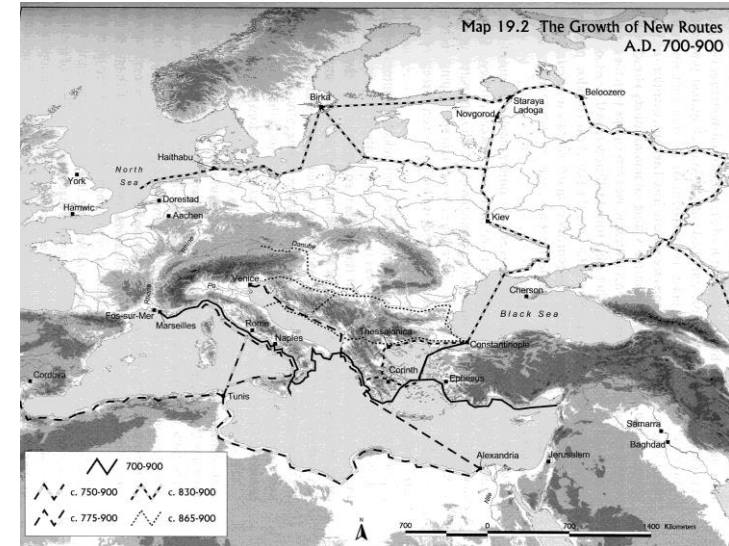 Map 19.2 The Growth of New Routes
A.D. 700-900
Birka
Staraya
Ladoga
Beloozero
Novgorod
Haithabu
North
Sea
York
Hamwic
Dorestad
Aachen
Kiev
Danube
Rhône
Venice
Po
Cherson
Black Sea
Fos-sur-Mer
Marseilles
Rome
Naples
Thessalonica
Constantinople
Corinth
Ephesus
Cordova
Tunis
Samarra
Baghdad
Alexandria
Jerusalem
Nile
700-900
c. 750-900
c. 830-900
c. 775-900
c. 865-900
N
700
0
700
1400 Kilometers